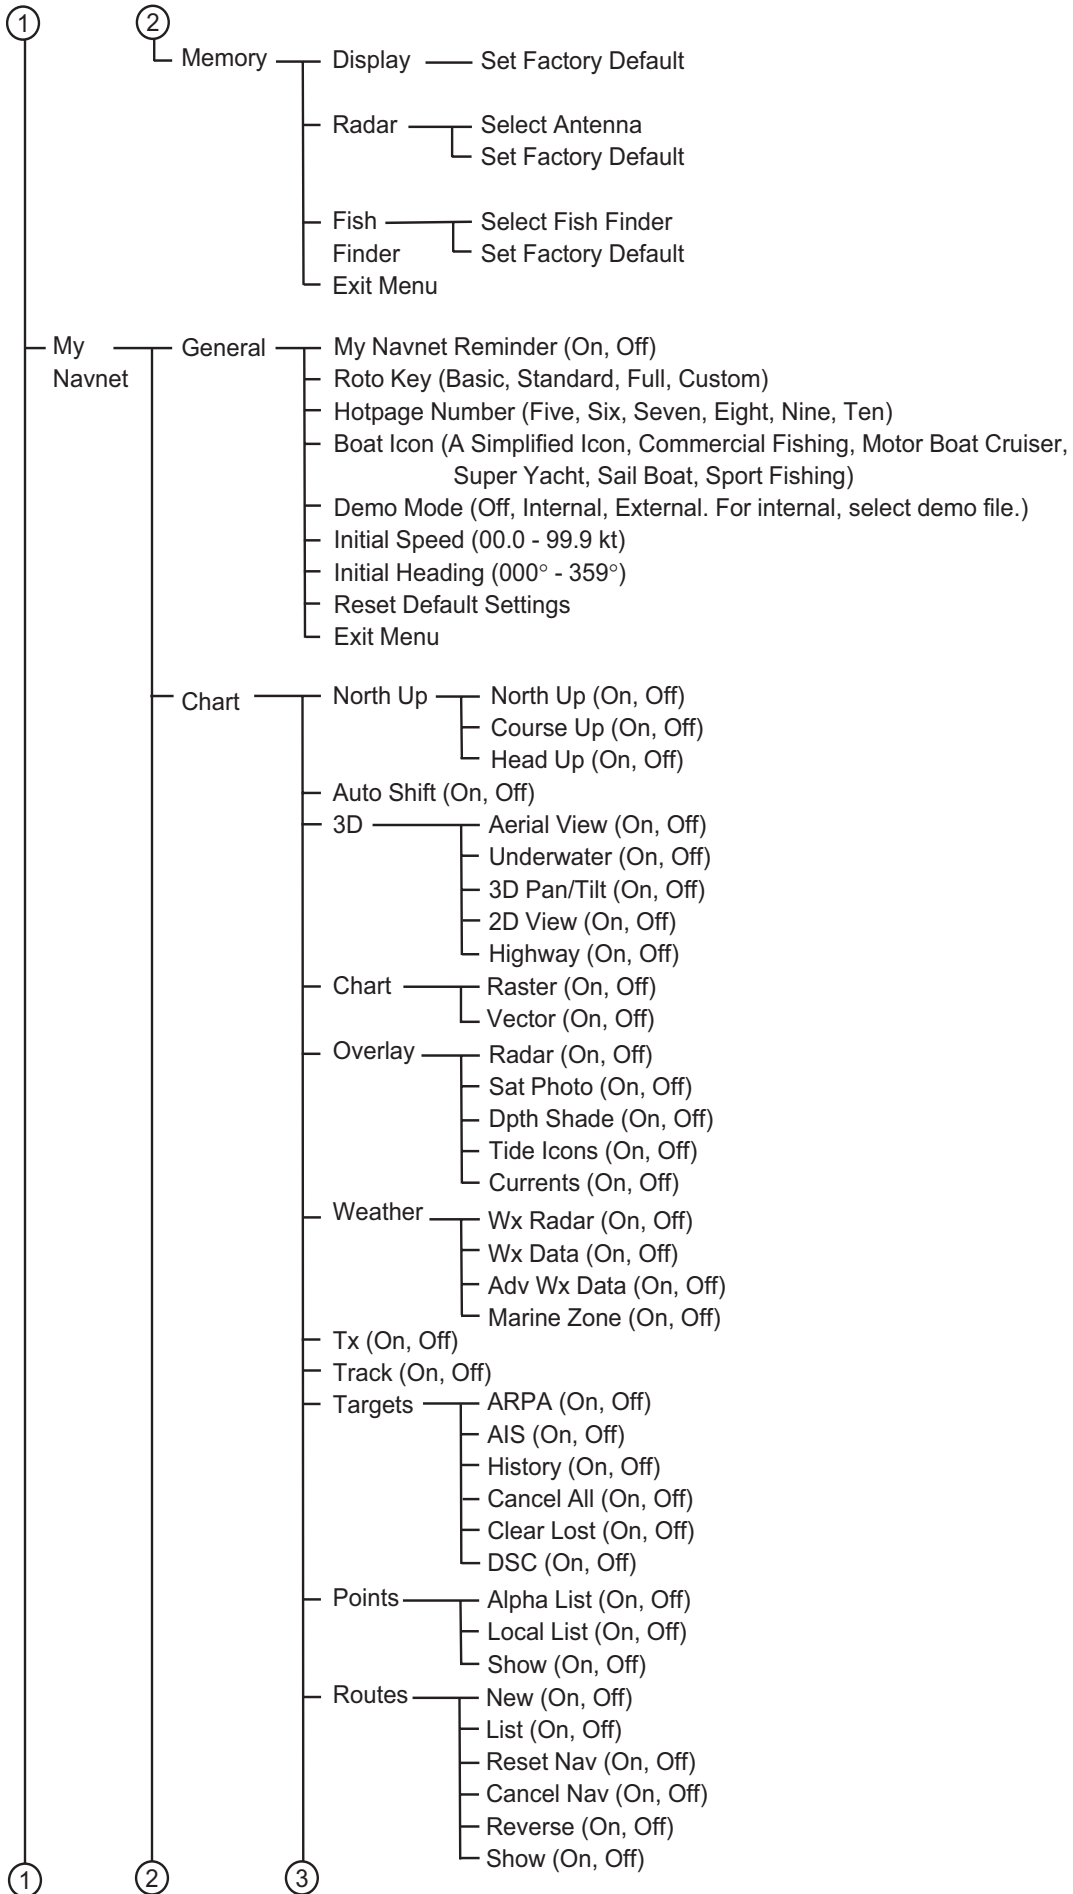 1 2
Memory Display Set Factory Default
Radar Select Antenna
Set Factory Default
Fish Select Fish Finder
Finder Set Factory Default
Exit Menu
My General My Navnet Reminder (On, Off)
Navnet Roto Key (Basic, Standard, Full, Custom)
Hotpage Number (Five, Six, Seven, Eight, Nine, Ten)
Boat Icon (A Simplified Icon, Commercial Fishing, Motor Boat Cruiser,
Super Yacht, Sail Boat, Sport Fishing)
Demo Mode (Off, Internal, External. For internal, select demo file.)
Initial Speed (00.0 - 99.9 kt)
Initial Heading (000° - 359°)
Reset Default Settings
Exit Menu
Chart North Up North Up (On, Off)
Course Up (On, Off)
Head Up (On, Off)
Auto Shift (On, Off)
3D Aerial View (On, Off)
Underwater (On, Off)
3D Pan/Tilt (On, Off)
2D View (On, Off)
Highway (On, Off)
Chart Raster (On, Off)
Vector (On, Off)
Overlay Radar (On, Off)
Sat Photo (On, Off)
Dpth Shade (On, Off)
Tide Icons (On, Off)
Currents (On, Off)
Weather Wx Radar (On, Off)
Wx Data (On, Off)
Adv Wx Data (On, Off)
Marine Zone (On, Off)
Tx (On, Off)
Track (On, Off)
Targets ARPA (On, Off)
AIS (On, Off)
History (On, Off)
Cancel All (On, Off)
Clear Lost (On, Off)
DSC (On, Off)
Points Alpha List (On, Off)
Local List (On, Off)
Show (On, Off)
Routes New (On, Off)
List (On, Off)
Reset Nav (On, Off)
Cancel Nav (On, Off)
Reverse (On, Off)
Show (On, Off)
1 2 3